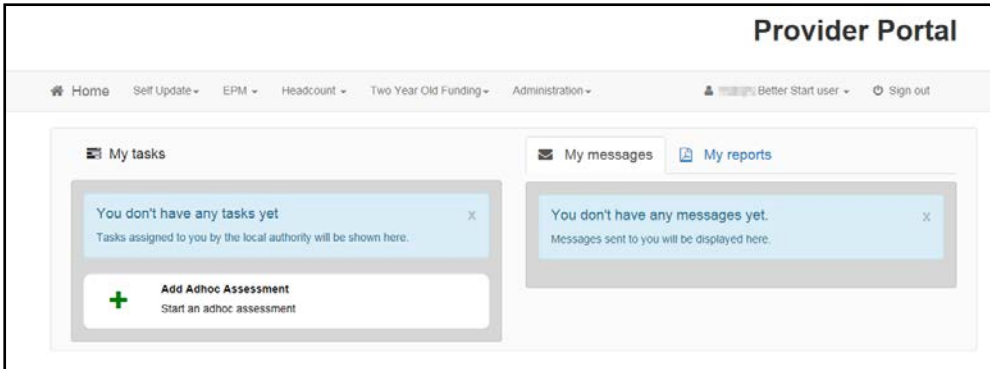 Provider Portal
Home Self Update EPM Headcount Two Year Old Funding Administration Better Start user Sign out
My tasks
My messages My reports
You don't have any tasks yet x
Tasks assigned to you by the local authority will be shown here.
Add Adhoc Assessment
Start an adhoc assessment
You don't have any messages yet. x
Messages sent to you will be displayed here.